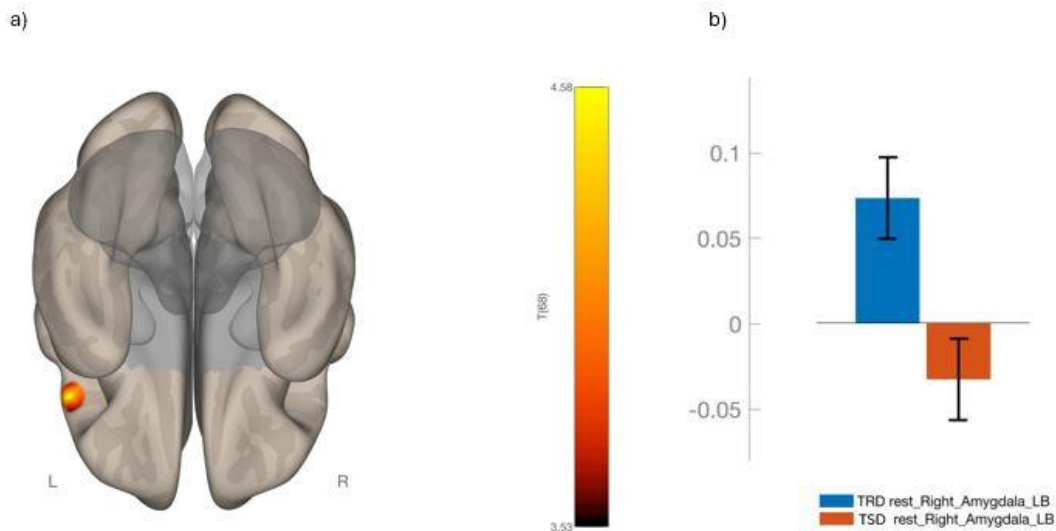 a)
b)
4.58
T(68)
3.53
L
R
0.1
0.05
0
-0.05
TRD rest_Right_Amygdala_LB
TSD rest_Right_Amygdala_LB